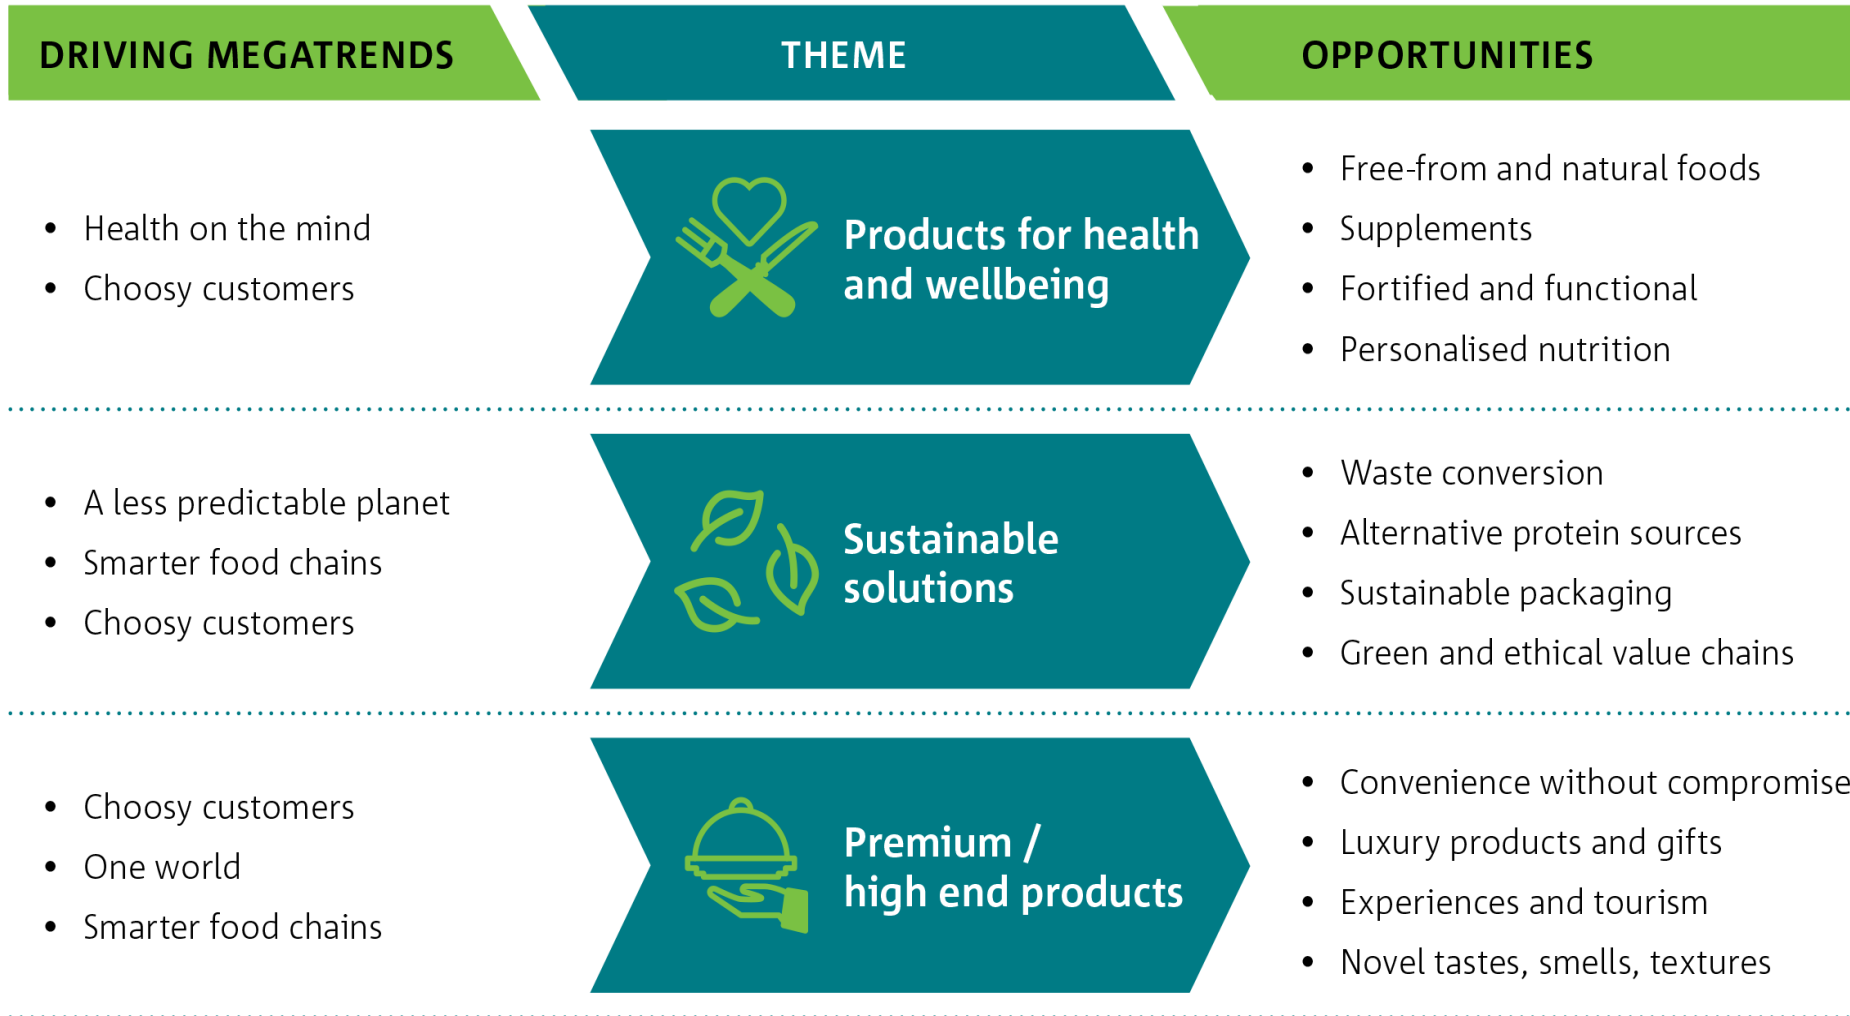 DRIVING MEGATRENDS
THEME
OPPORTUNITIES
• Health on the mind
• Choosy customers
Products for health
and wellbeing
• Free-from and natural foods
• Supplements
• Fortified and functional
• Personalised nutrition
• A less predictable planet
• Smarter food chains
• Choosy customers
Sustainable
solutions
• Waste conversion
• Alternative protein sources
• Sustainable packaging
• Green and ethical value chains
• Choosy customers
• One world
• Smarter food chains
Premium /
high end products
• Convenience without compromise
• Luxury products and gifts
• Experiences and tourism
• Novel tastes, smells, textures